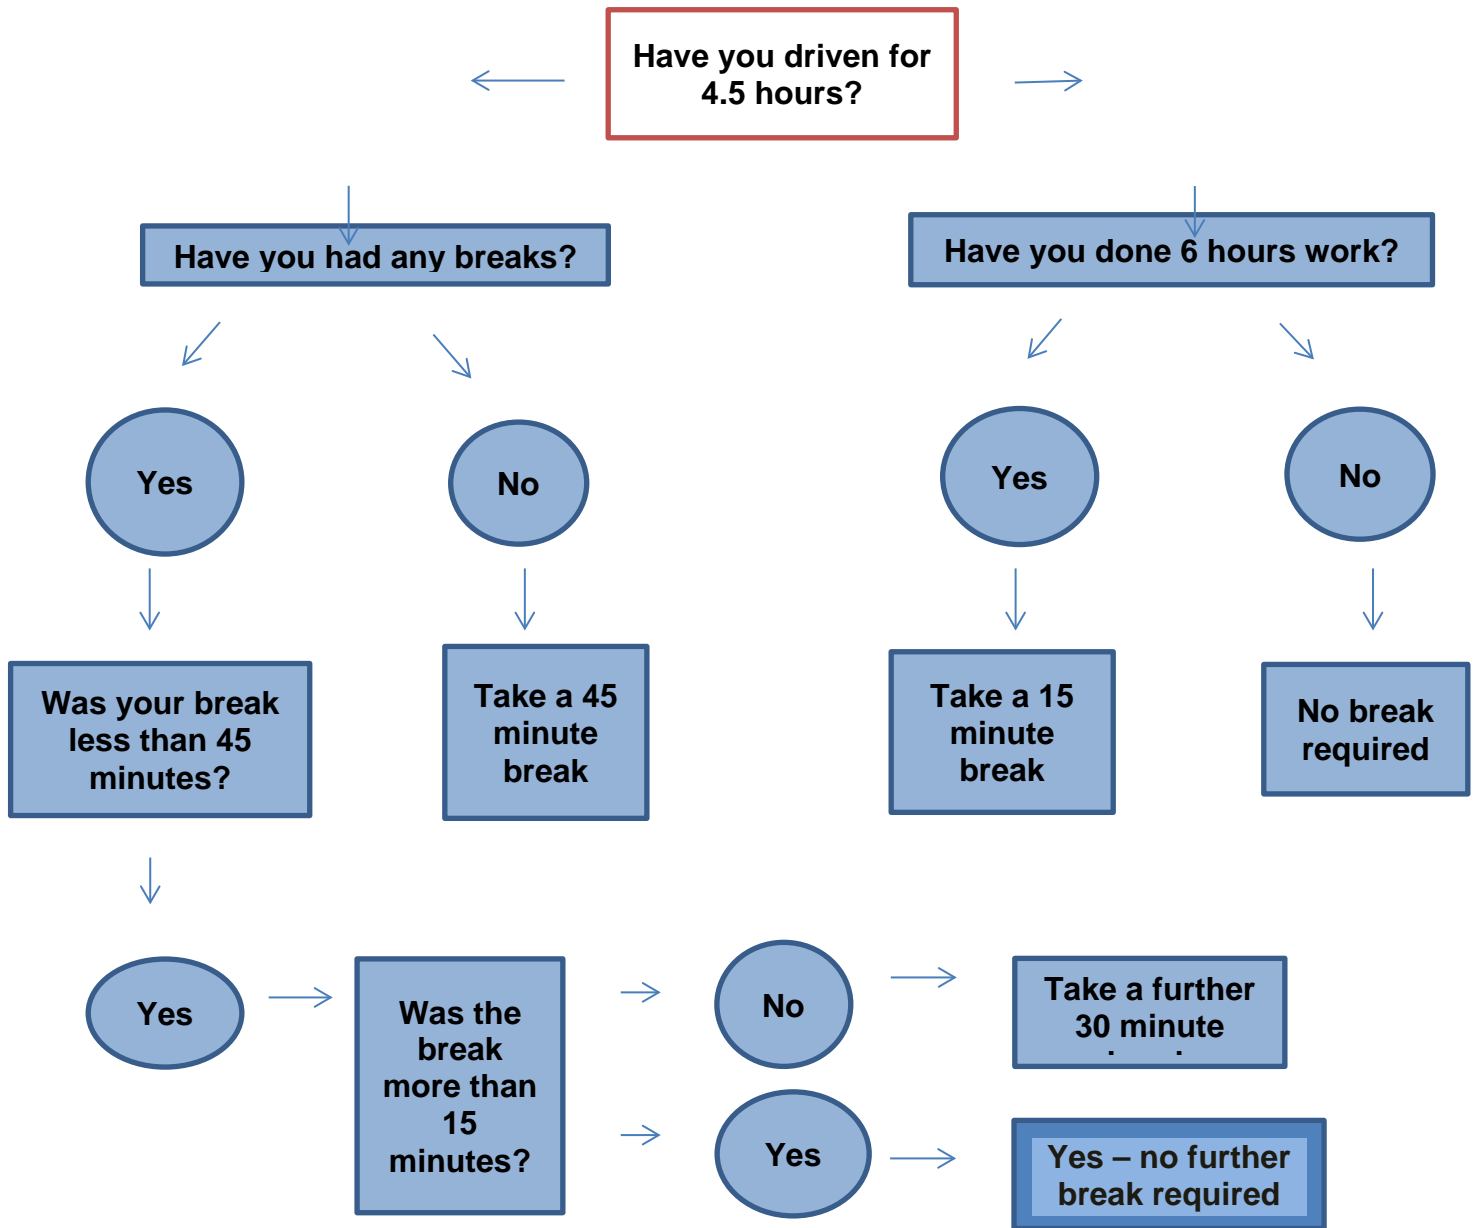 Have you driven for
4.5 hours?
Have you had any breaks?
Have you done 6 hours work?
Yes
No
Yes
No
Was your break
less than 45
minutes?
Take a 45
minute
break
Take a 15
minute
break
No break
required
Yes
Was the
break
more than
15
minutes?
No
Take a further
30 minute
Yes
Yes – no further
break required